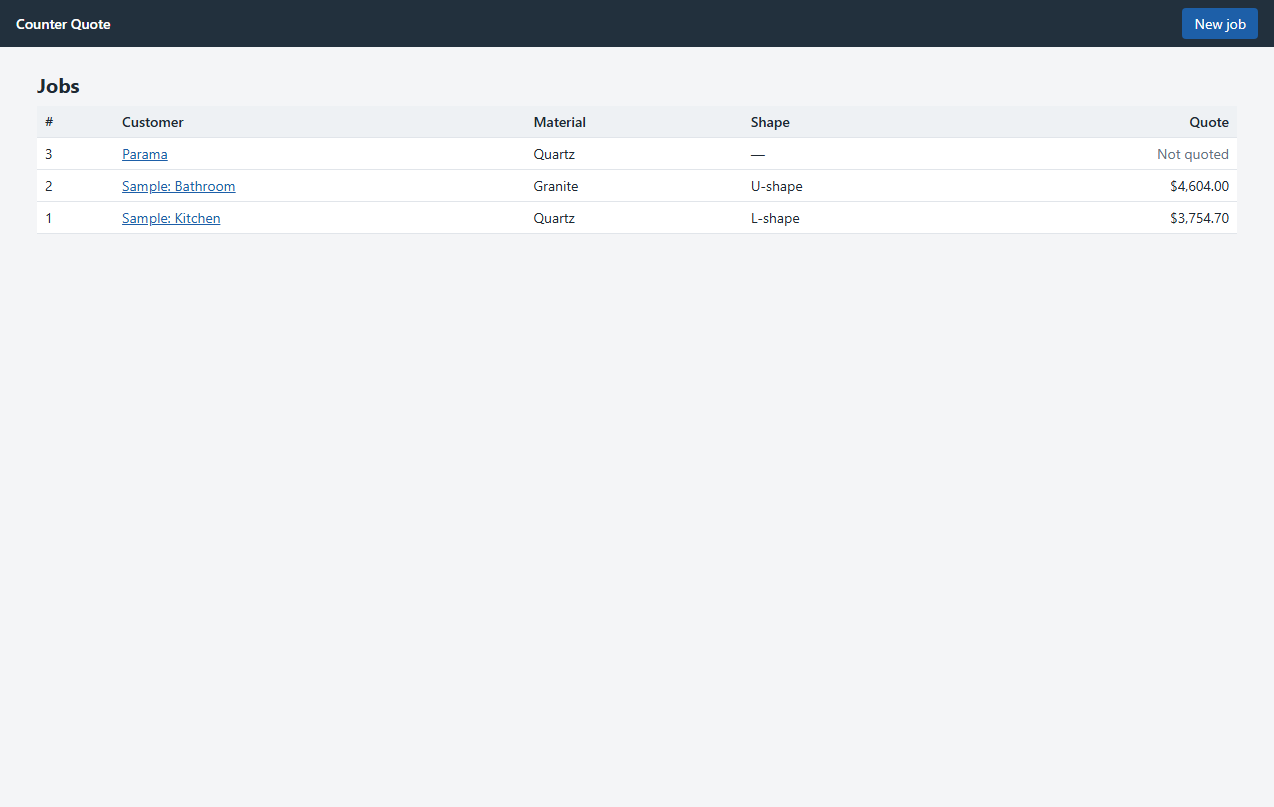 Counter Quote New job
Jobs
# Customer Material Shape Quote
3 Parama Quartz — Not quoted
2 Sample: Bathroom Granite U-shape $4,604.00
1 Sample: Kitchen Quartz L-shape $3,754.70